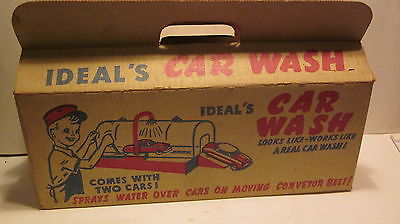 IDEAL'S CAR WASH
IDEAL'S
CAR
WASH
LOOKS LIKE-WORKS LIKE
A REAL CAR WASH!
COMES WITH
TWO CARS!
SPRAYS WATER OVER CARS ON MOVING CONVEYOR BELT!